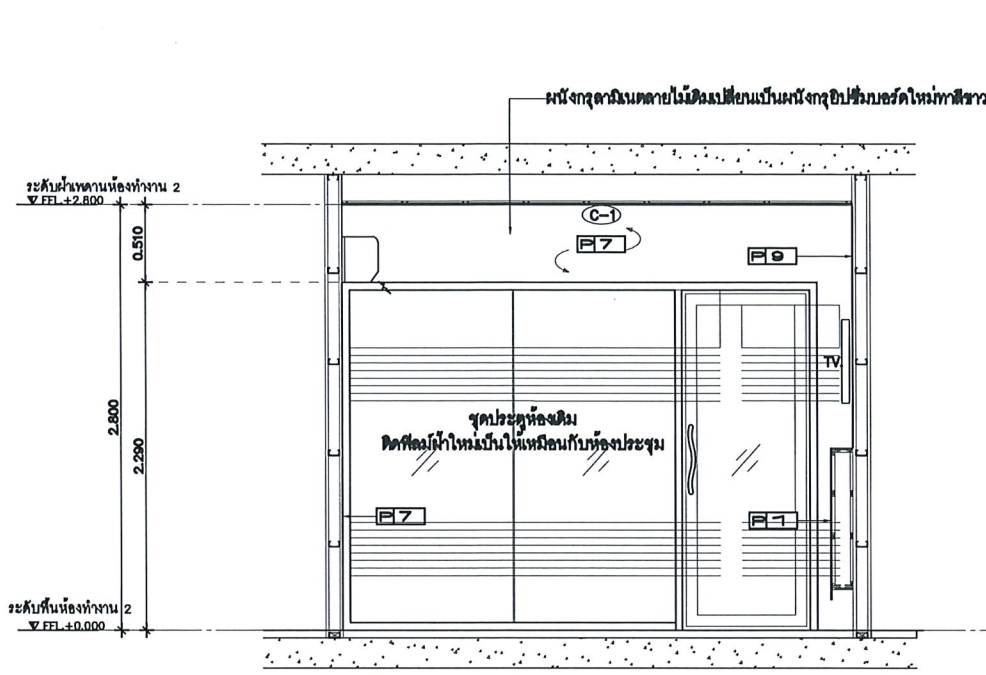 ผนังกรุลามิเนตลายไม้เดิมเปลี่ยนเป็นผนังกรุยิปซั่มบอร์ดใหม่ทาสีขาว
ระดับฝ้าเพดานห้องทำงาน 2
FFL.+2.800
C-1
0.510
P 7
P 9
TV.
2.800
2.290
ชุดประตูห้องเดิม
ติดฟิล์มฝ้าใหม่เป็นให้เหมือนกับห้องประชุม
P 7
P 1
ระดับพื้นห้องทำงาน 2
FFL.+0.000